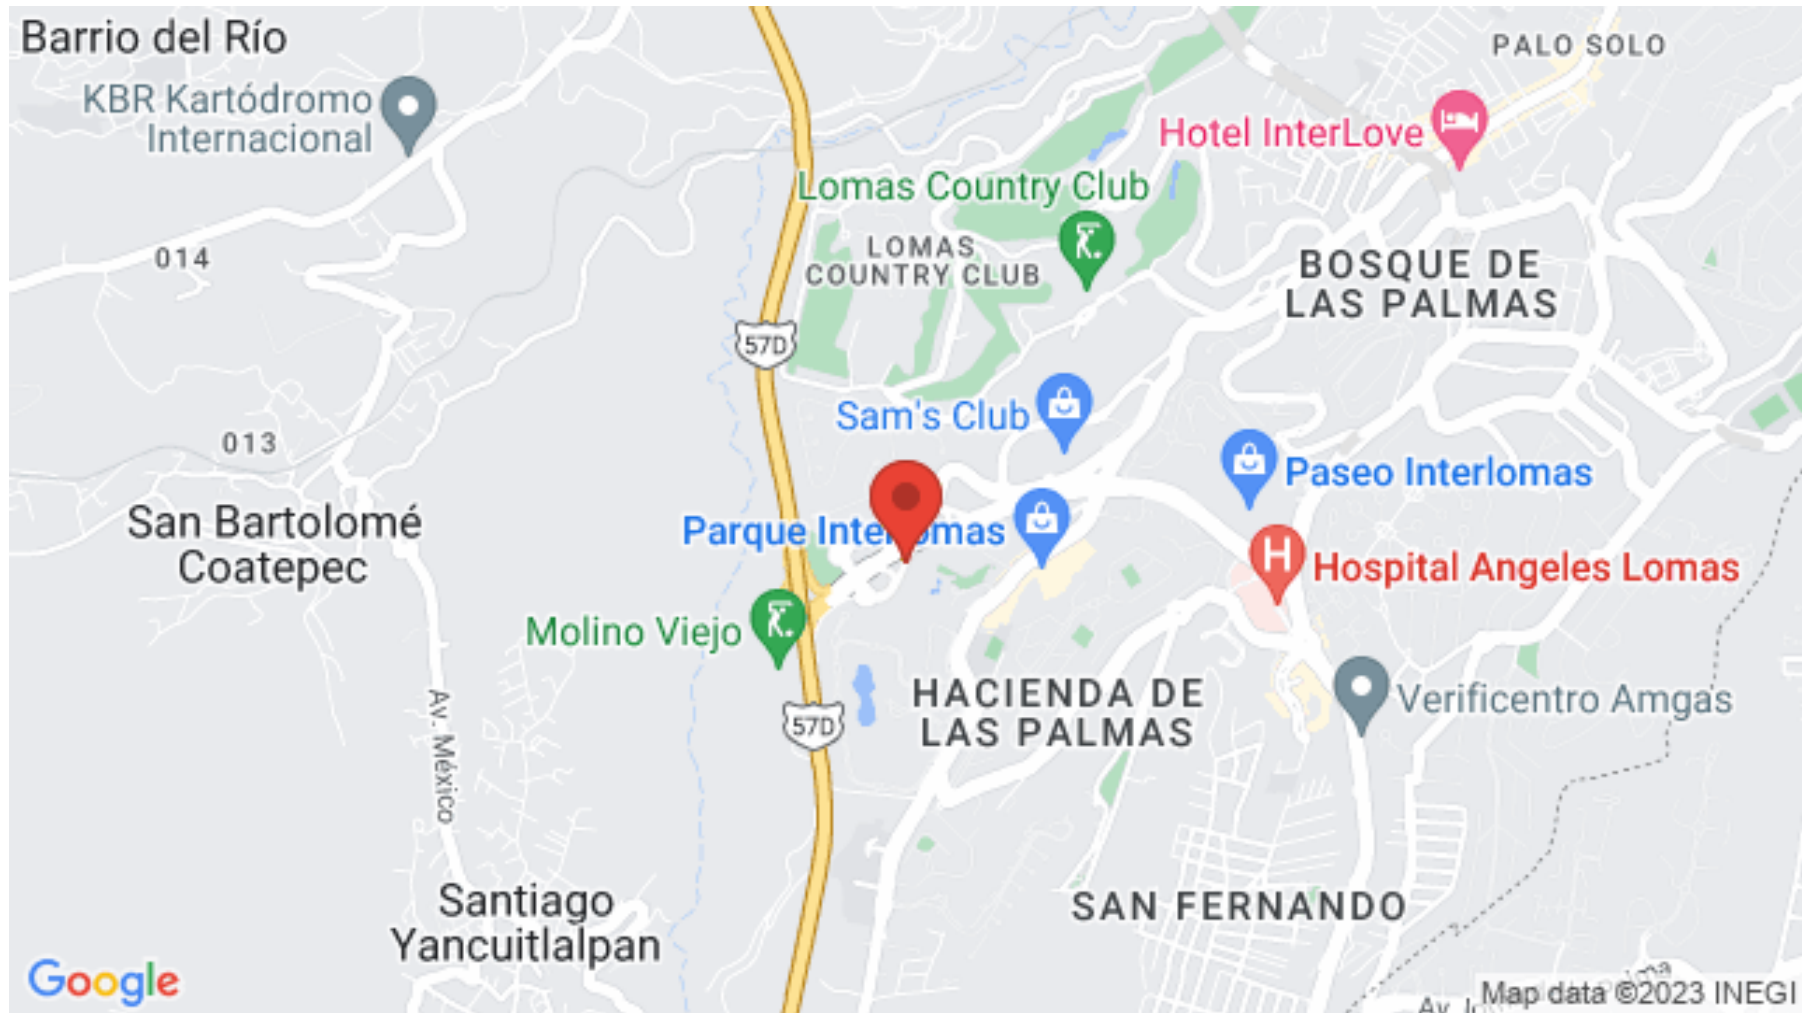 Barrio del Río
PALO SOLO
KBR Kartódromo
Internacional
Hotel InterLove
Lomas Country Club
014
LOMAS
COUNTRY CLUB
BOSQUE DE
LAS PALMAS
57D
Sam's Club
013
Paseo Interlomas
San Bartolomé
Coatepec
Parque Interlomas
Hospital Angeles Lomas
Molino Viejo
HACIENDA DE
LAS PALMAS
Verificentro Amgas
57D
Av. México
Santiago
Yancuitlalpan
SAN FERNANDO
Google
Av.
Map data ©2023 INEGI